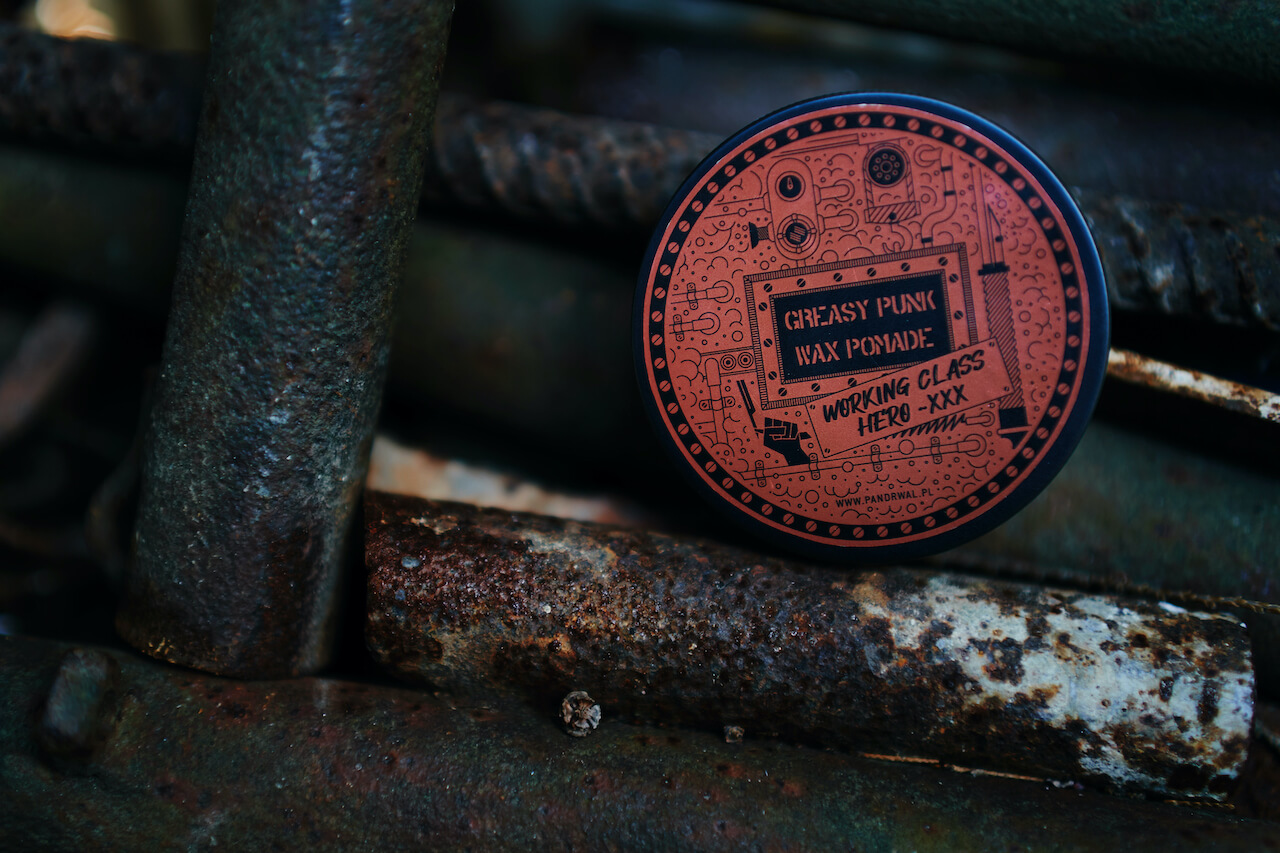 GREASY PUNK
WAX POMADE
WORKING CLASS
HERO -XXX
WWW.PANDRWAL.PL